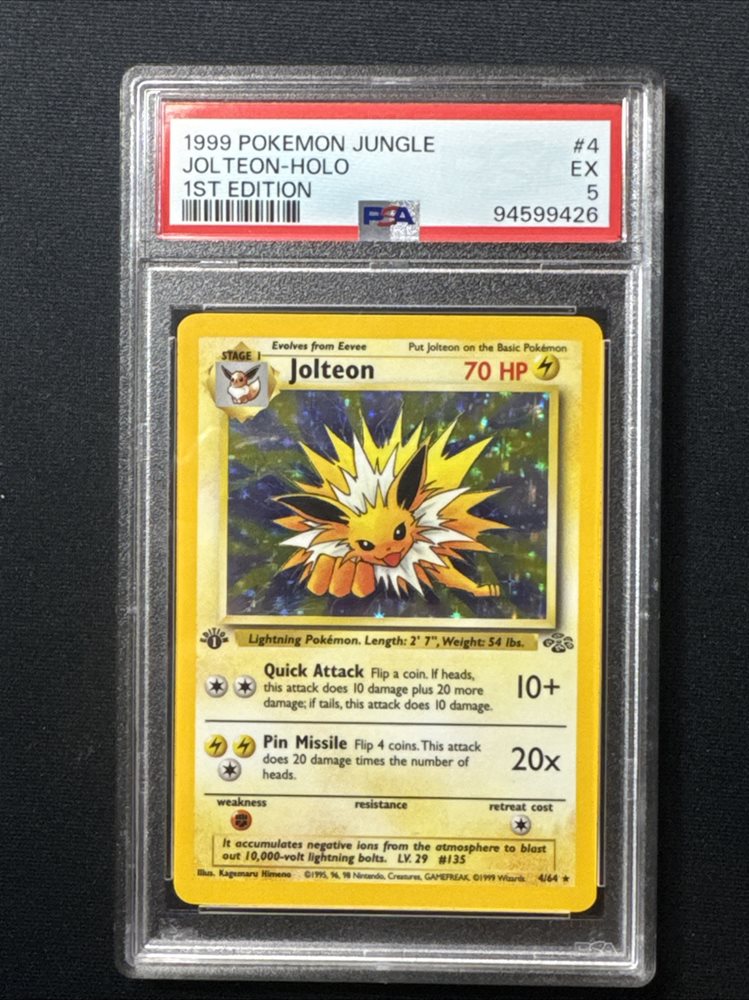 1999 POKEMON JUNGLE #4
JOLTEON-HOLO EX
1ST EDITION 5
PSA 94599426
STAGE 1 Evolves from Eevee Put Jolteon on the Basic Pokémon
Jolteon 70 HP
EDITION 1
Lightning Pokémon. Length: 2' 7", Weight: 54 lbs.
Quick Attack Flip a coin. If heads,
this attack does 10 damage plus 20 more
damage; if tails, this attack does 10 damage.
10+
Pin Missile Flip 4 coins. This attack
does 20 damage times the number of
heads.
20x
weakness resistance retreat cost
It accumulates negative ions from the atmosphere to blast
out 10,000-volt lightning bolts. LV. 29 #135
Illus. Kagemaru Himeno ©1995, 96, 98 Nintendo, Creatures, GAMEFREAK. ©1999 Wizards. 4/64 ★
PSA